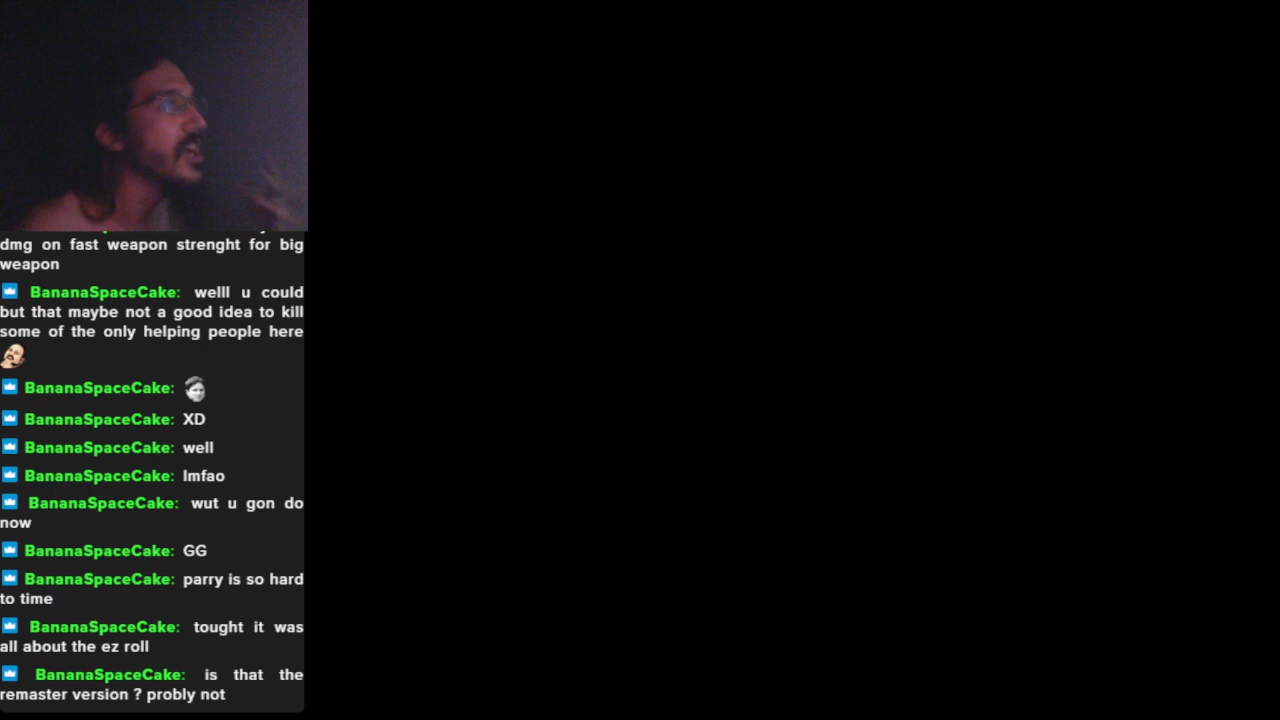 dmg on fast weapon strenght for big
weapon
BananaSpaceCake: welll u could
but that maybe not a good idea to kill
some of the only helping people here
BananaSpaceCake:
BananaSpaceCake: XD
BananaSpaceCake: well
BananaSpaceCake: lmfao
BananaSpaceCake: wut u gon do
now
BananaSpaceCake: GG
BananaSpaceCake: parry is so hard
to time
BananaSpaceCake: tought it was
all about the ez roll
BananaSpaceCake: is that the
remaster version ? probly not